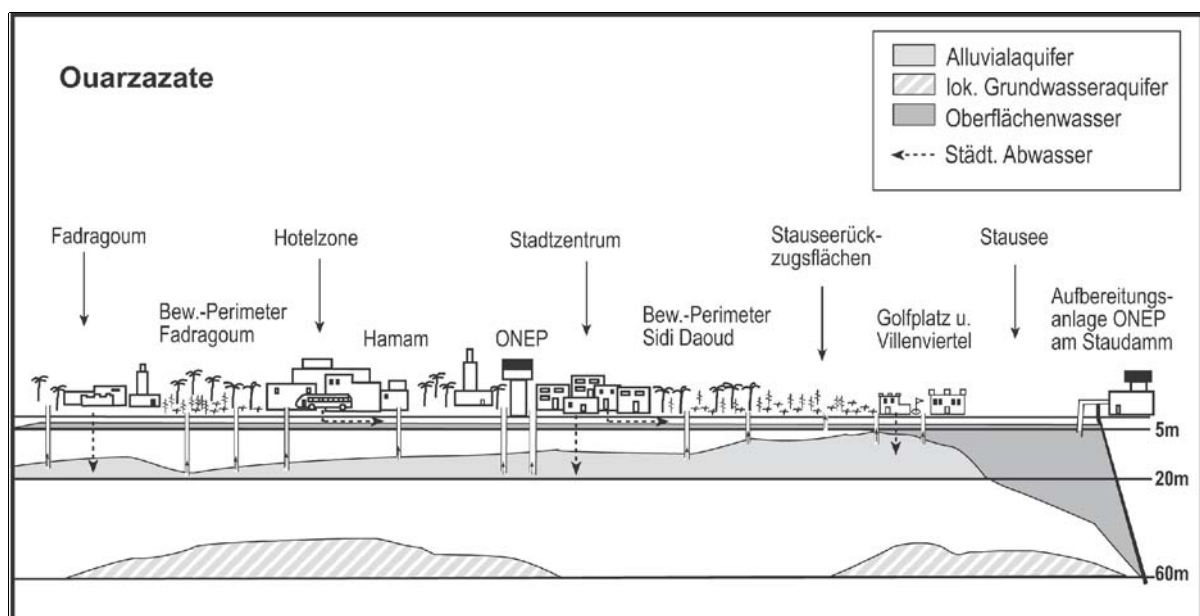 Ouarzazate
Alluvialaquifer
lok. Grundwasseraquifer
Oberflächenwasser
Städt. Abwasser
Fadragoum
Hotelzone
Stadtzentrum
Stauseerück-
zugsflächen
Stausee
Bew.-Perimeter
Fadragoum
Hamam
ONEP
Bew.-Perimeter
Sidi Daoud
Golfplatz u.
Villenviertel
Aufbereitungs-
anlage ONEP
am Staudamm
5m
20m
60m